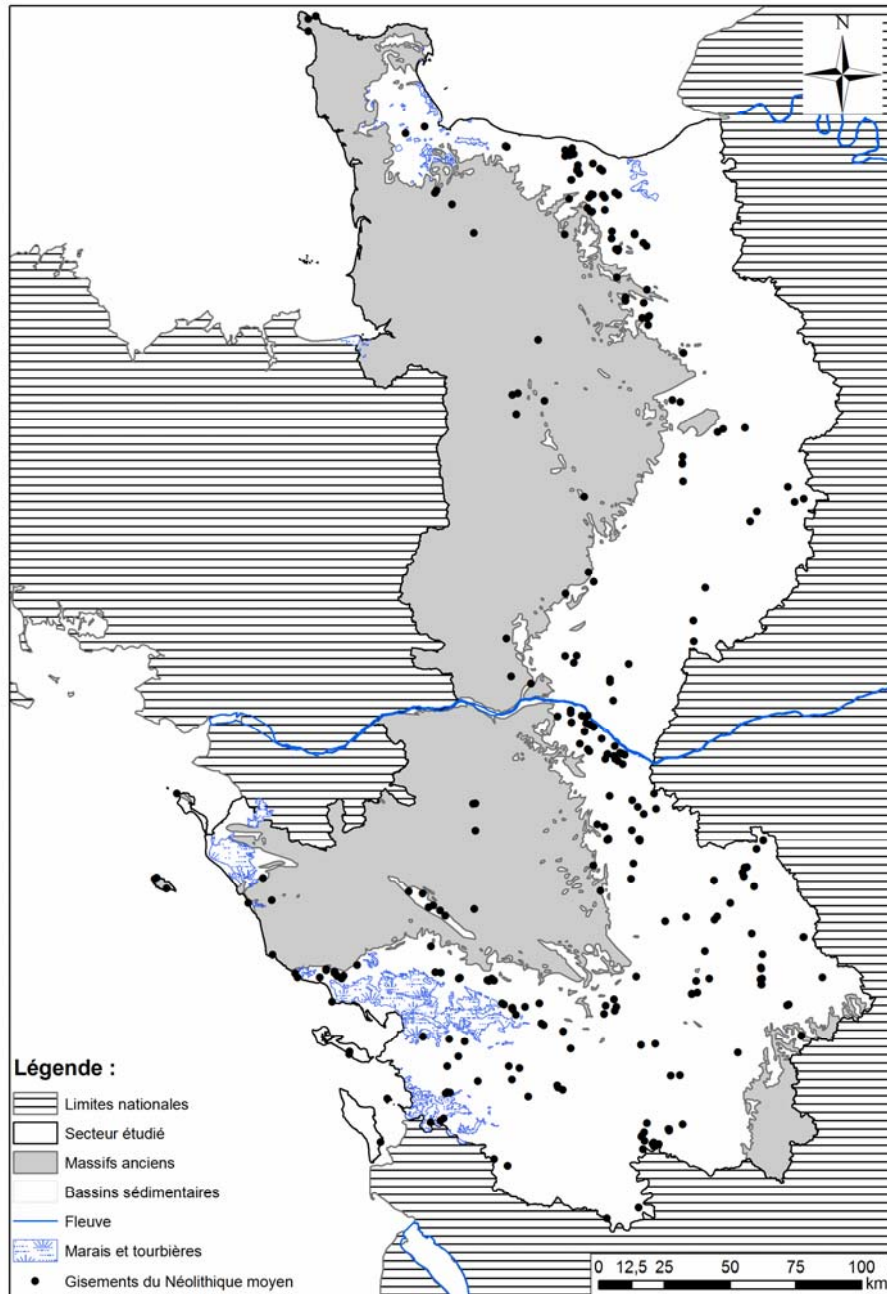 N
Légende :
Limites nationales
Secteur étudié
Massifs anciens
Bassins sédimentaires
Fleuve
Marais et tourbières
Gisements du Néolithique moyen
0 12,5 25 50 75 100
km